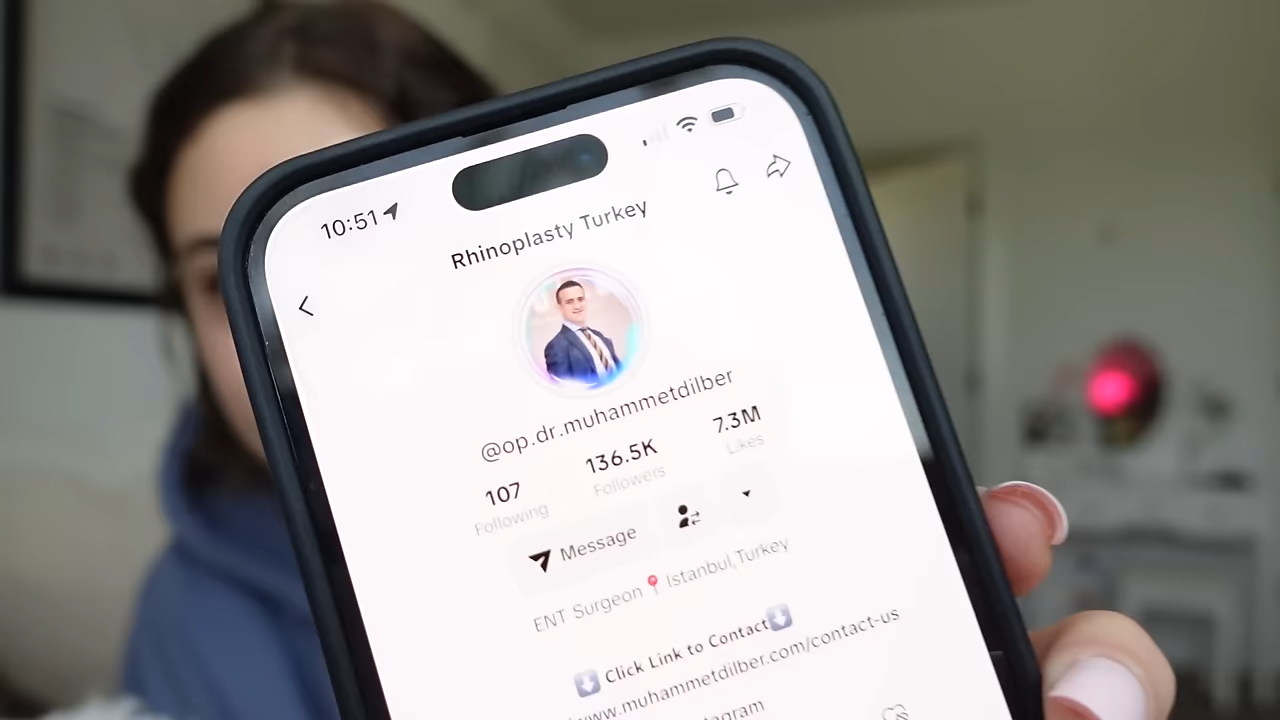 10:51
Rhinoplasty Turkey
@op.dr.muhammetdilber
107 136.5K 7.3M
Following Followers Likes
Message
ENT Surgeon📍Istanbul,Turkey
⬇️ Click Link to Contact⬇️
www.muhammetdilber.com/contact-us